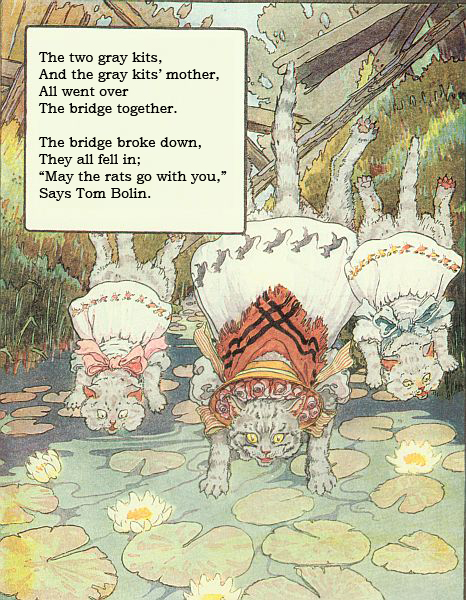 The two gray kits,
And the gray kits’ mother,
All went over
The bridge together.

The bridge broke down,
They all fell in;
“May the rats go with you,”
Says Tom Bolin.